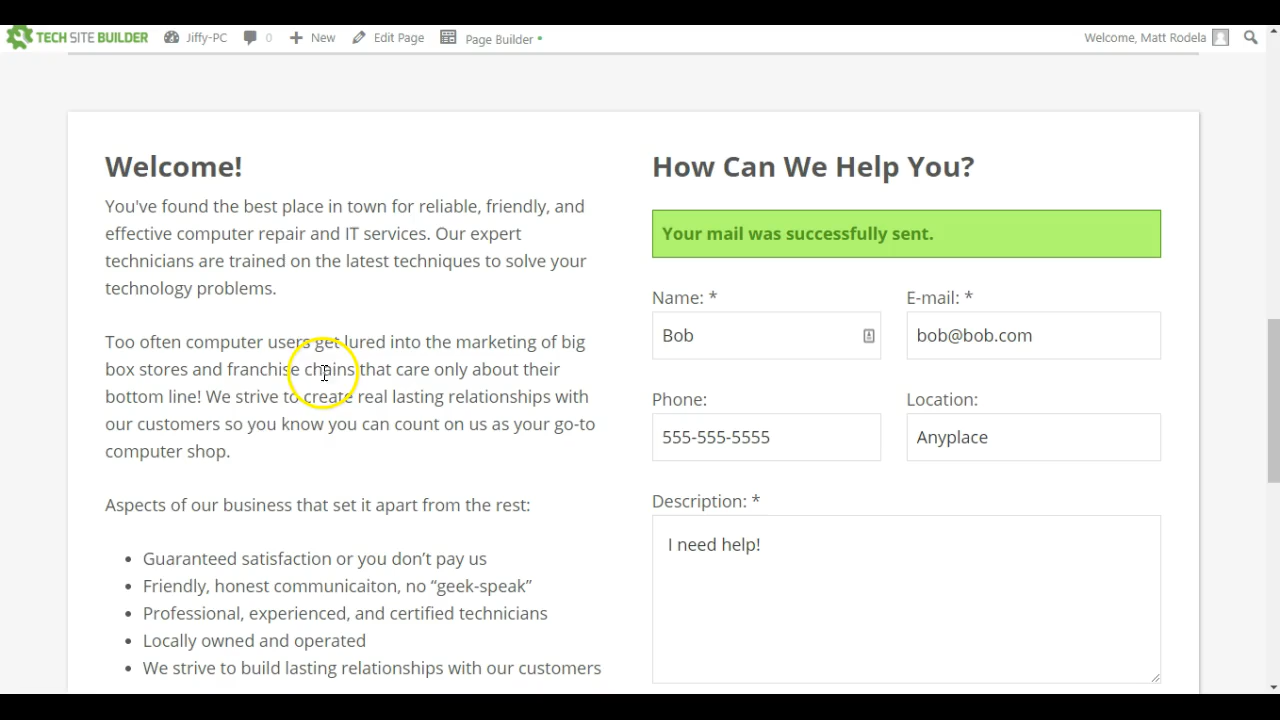 TECH SITE BUILDER Jiffy-PC 0 New Edit Page Page Builder Welcome, Matt Rodela
Welcome!
You've found the best place in town for reliable, friendly, and
effective computer repair and IT services. Our expert
technicians are trained on the latest techniques to solve your
technology problems.
Too often computer users get lured into the marketing of big
box stores and franchise chains that care only about their
bottom line! We strive to create real lasting relationships with
our customers so you know you can count on us as your go-to
computer shop.
Aspects of our business that set it apart from the rest:
• Guaranteed satisfaction or you don’t pay us
• Friendly, honest communicaiton, no “geek-speak”
• Professional, experienced, and certified technicians
• Locally owned and operated
• We strive to build lasting relationships with our customers
How Can We Help You?
Your mail was successfully sent.
Name: * E-mail: *
Bob bob@bob.com
Phone: Location:
555-555-5555 Anyplace
Description: *
I need help!